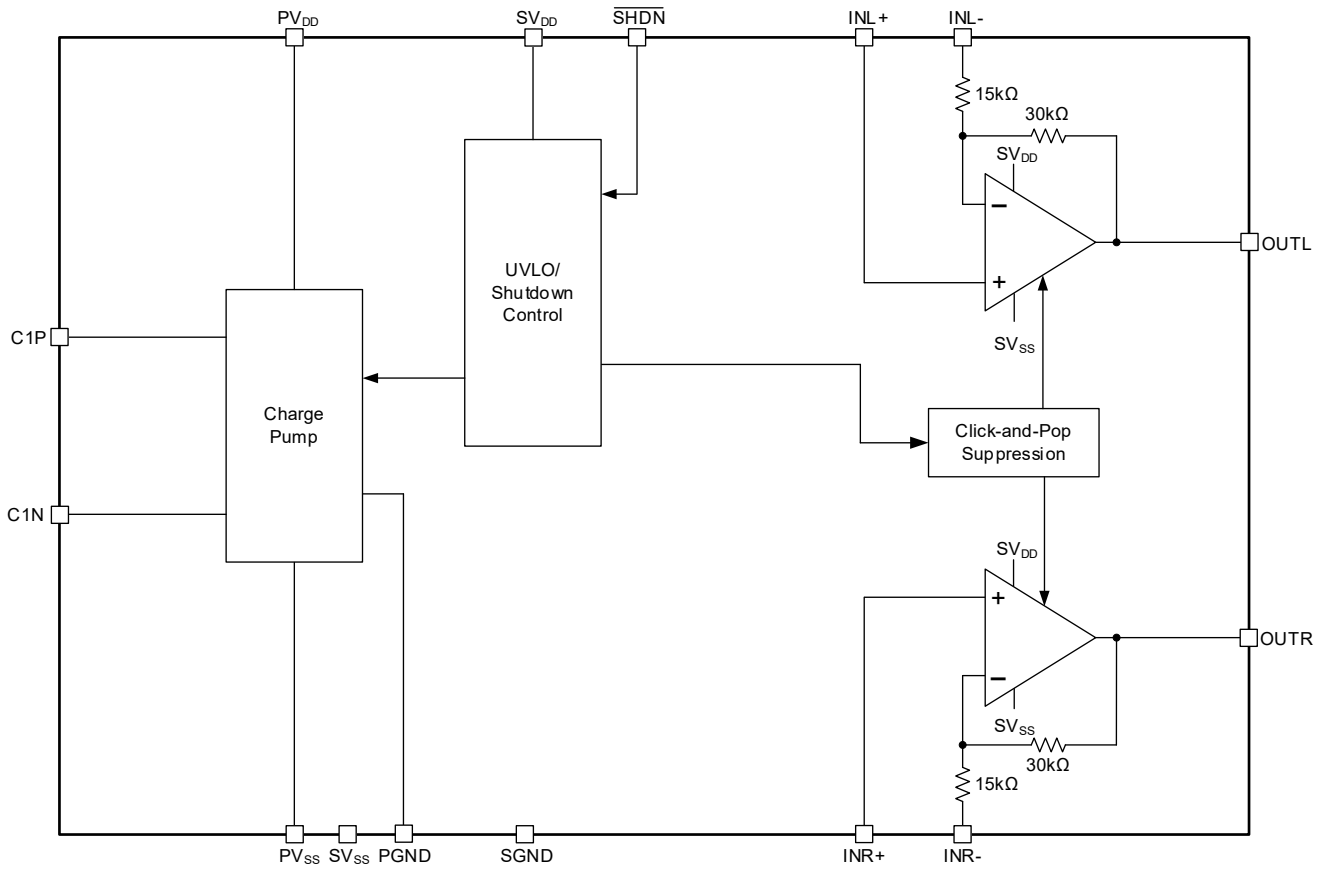 PVDD
SVDD
SHDN
INL+
INL-
15kΩ
30kΩ
SVDD
−
+
SVSS
OUTL
UVLO/
Shutdown
Control
C1P
Charge
Pump
Click-and-Pop
Suppression
C1N
SVDD
+
−
SVSS
OUTR
30kΩ
15kΩ
PVSS
SVSS
PGND
SGND
INR+
INR-